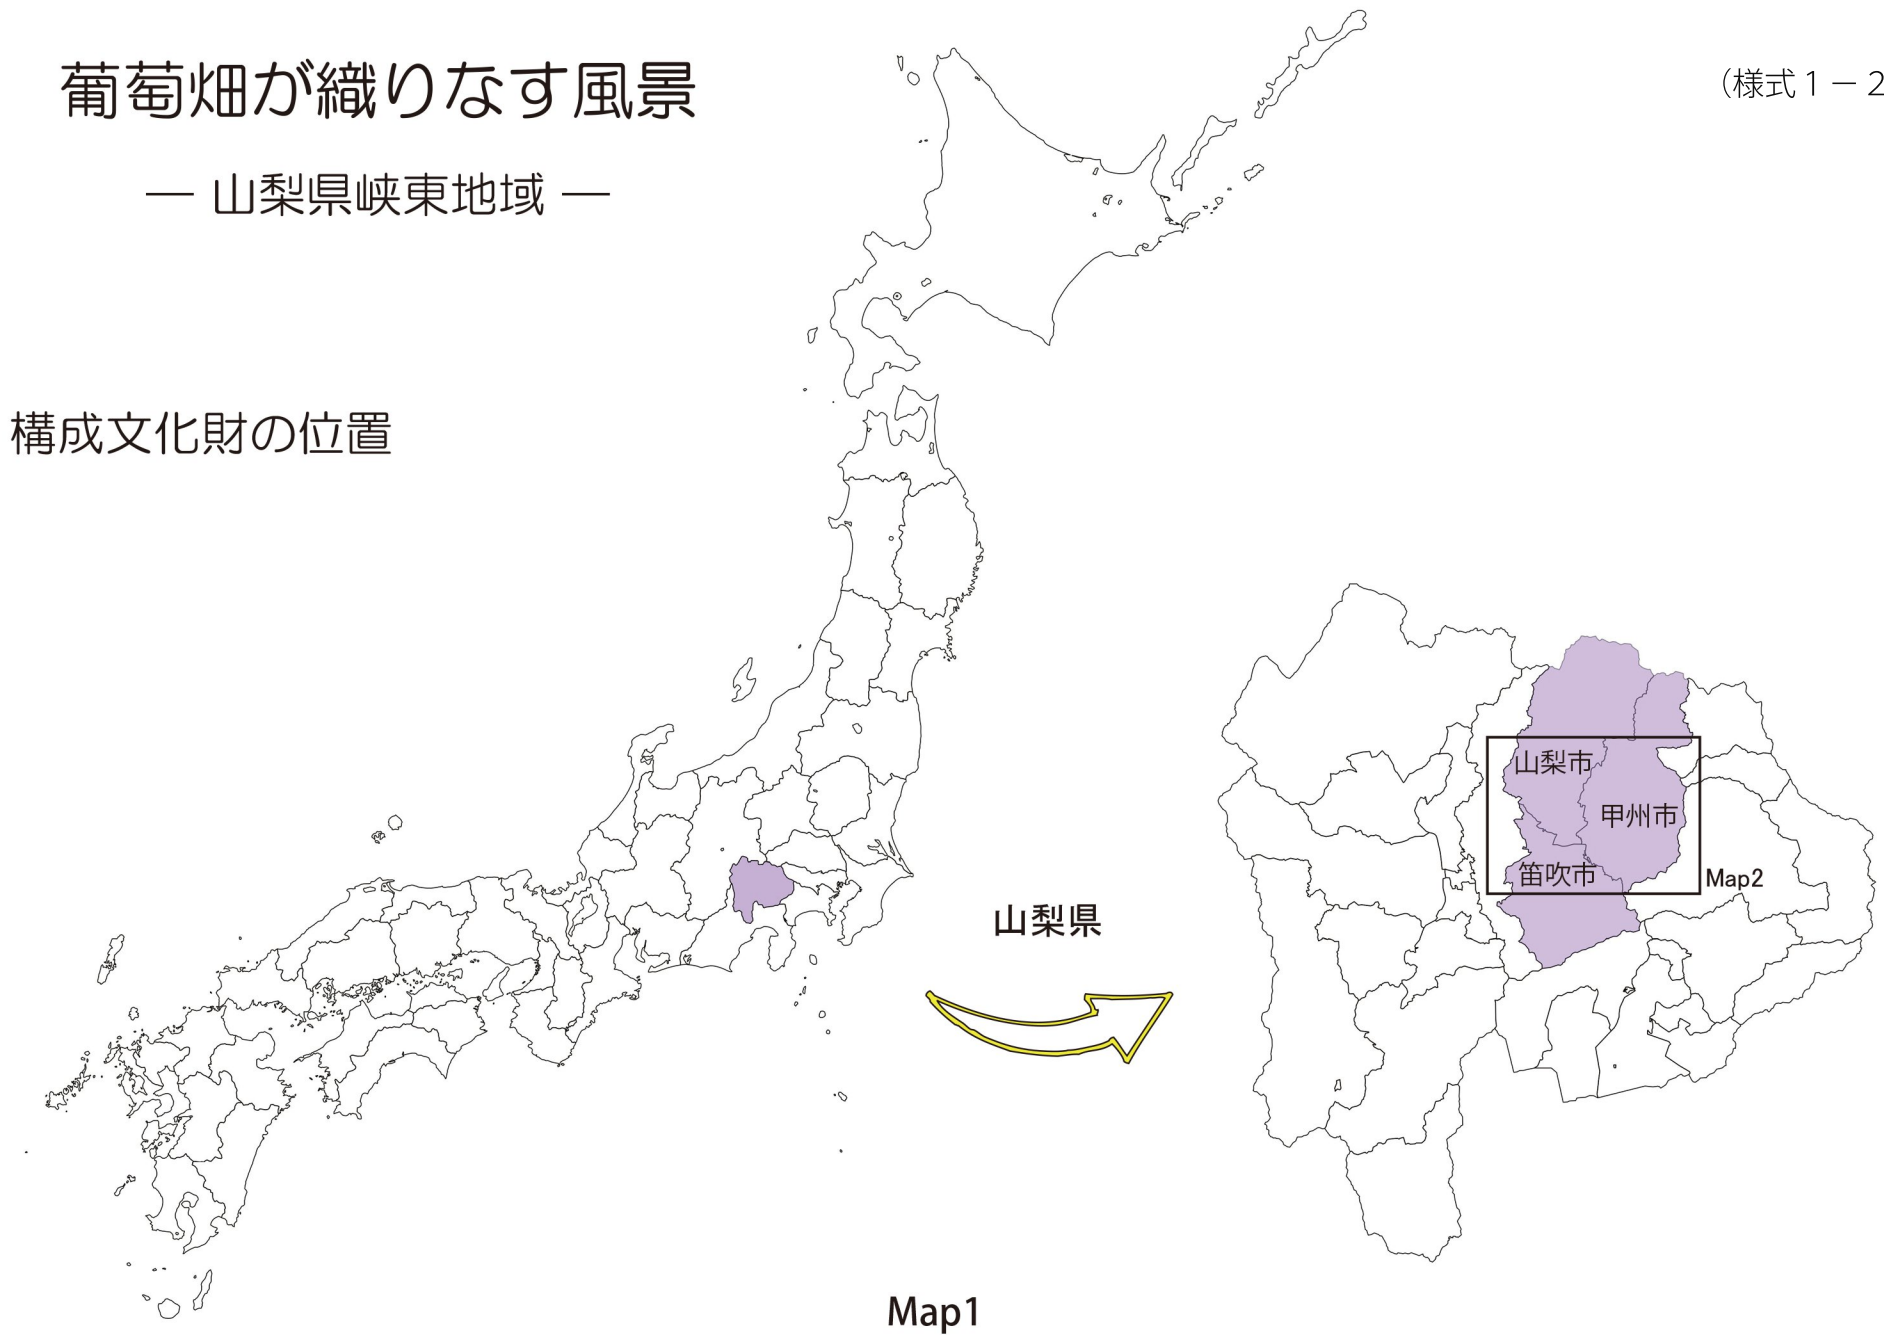 葡萄畑が織りなす風景
（様式１－２
― 山梨県峡東地域 ―
構成文化財の位置
山梨市
甲州市
笛吹市
Map2
山梨県
Map1